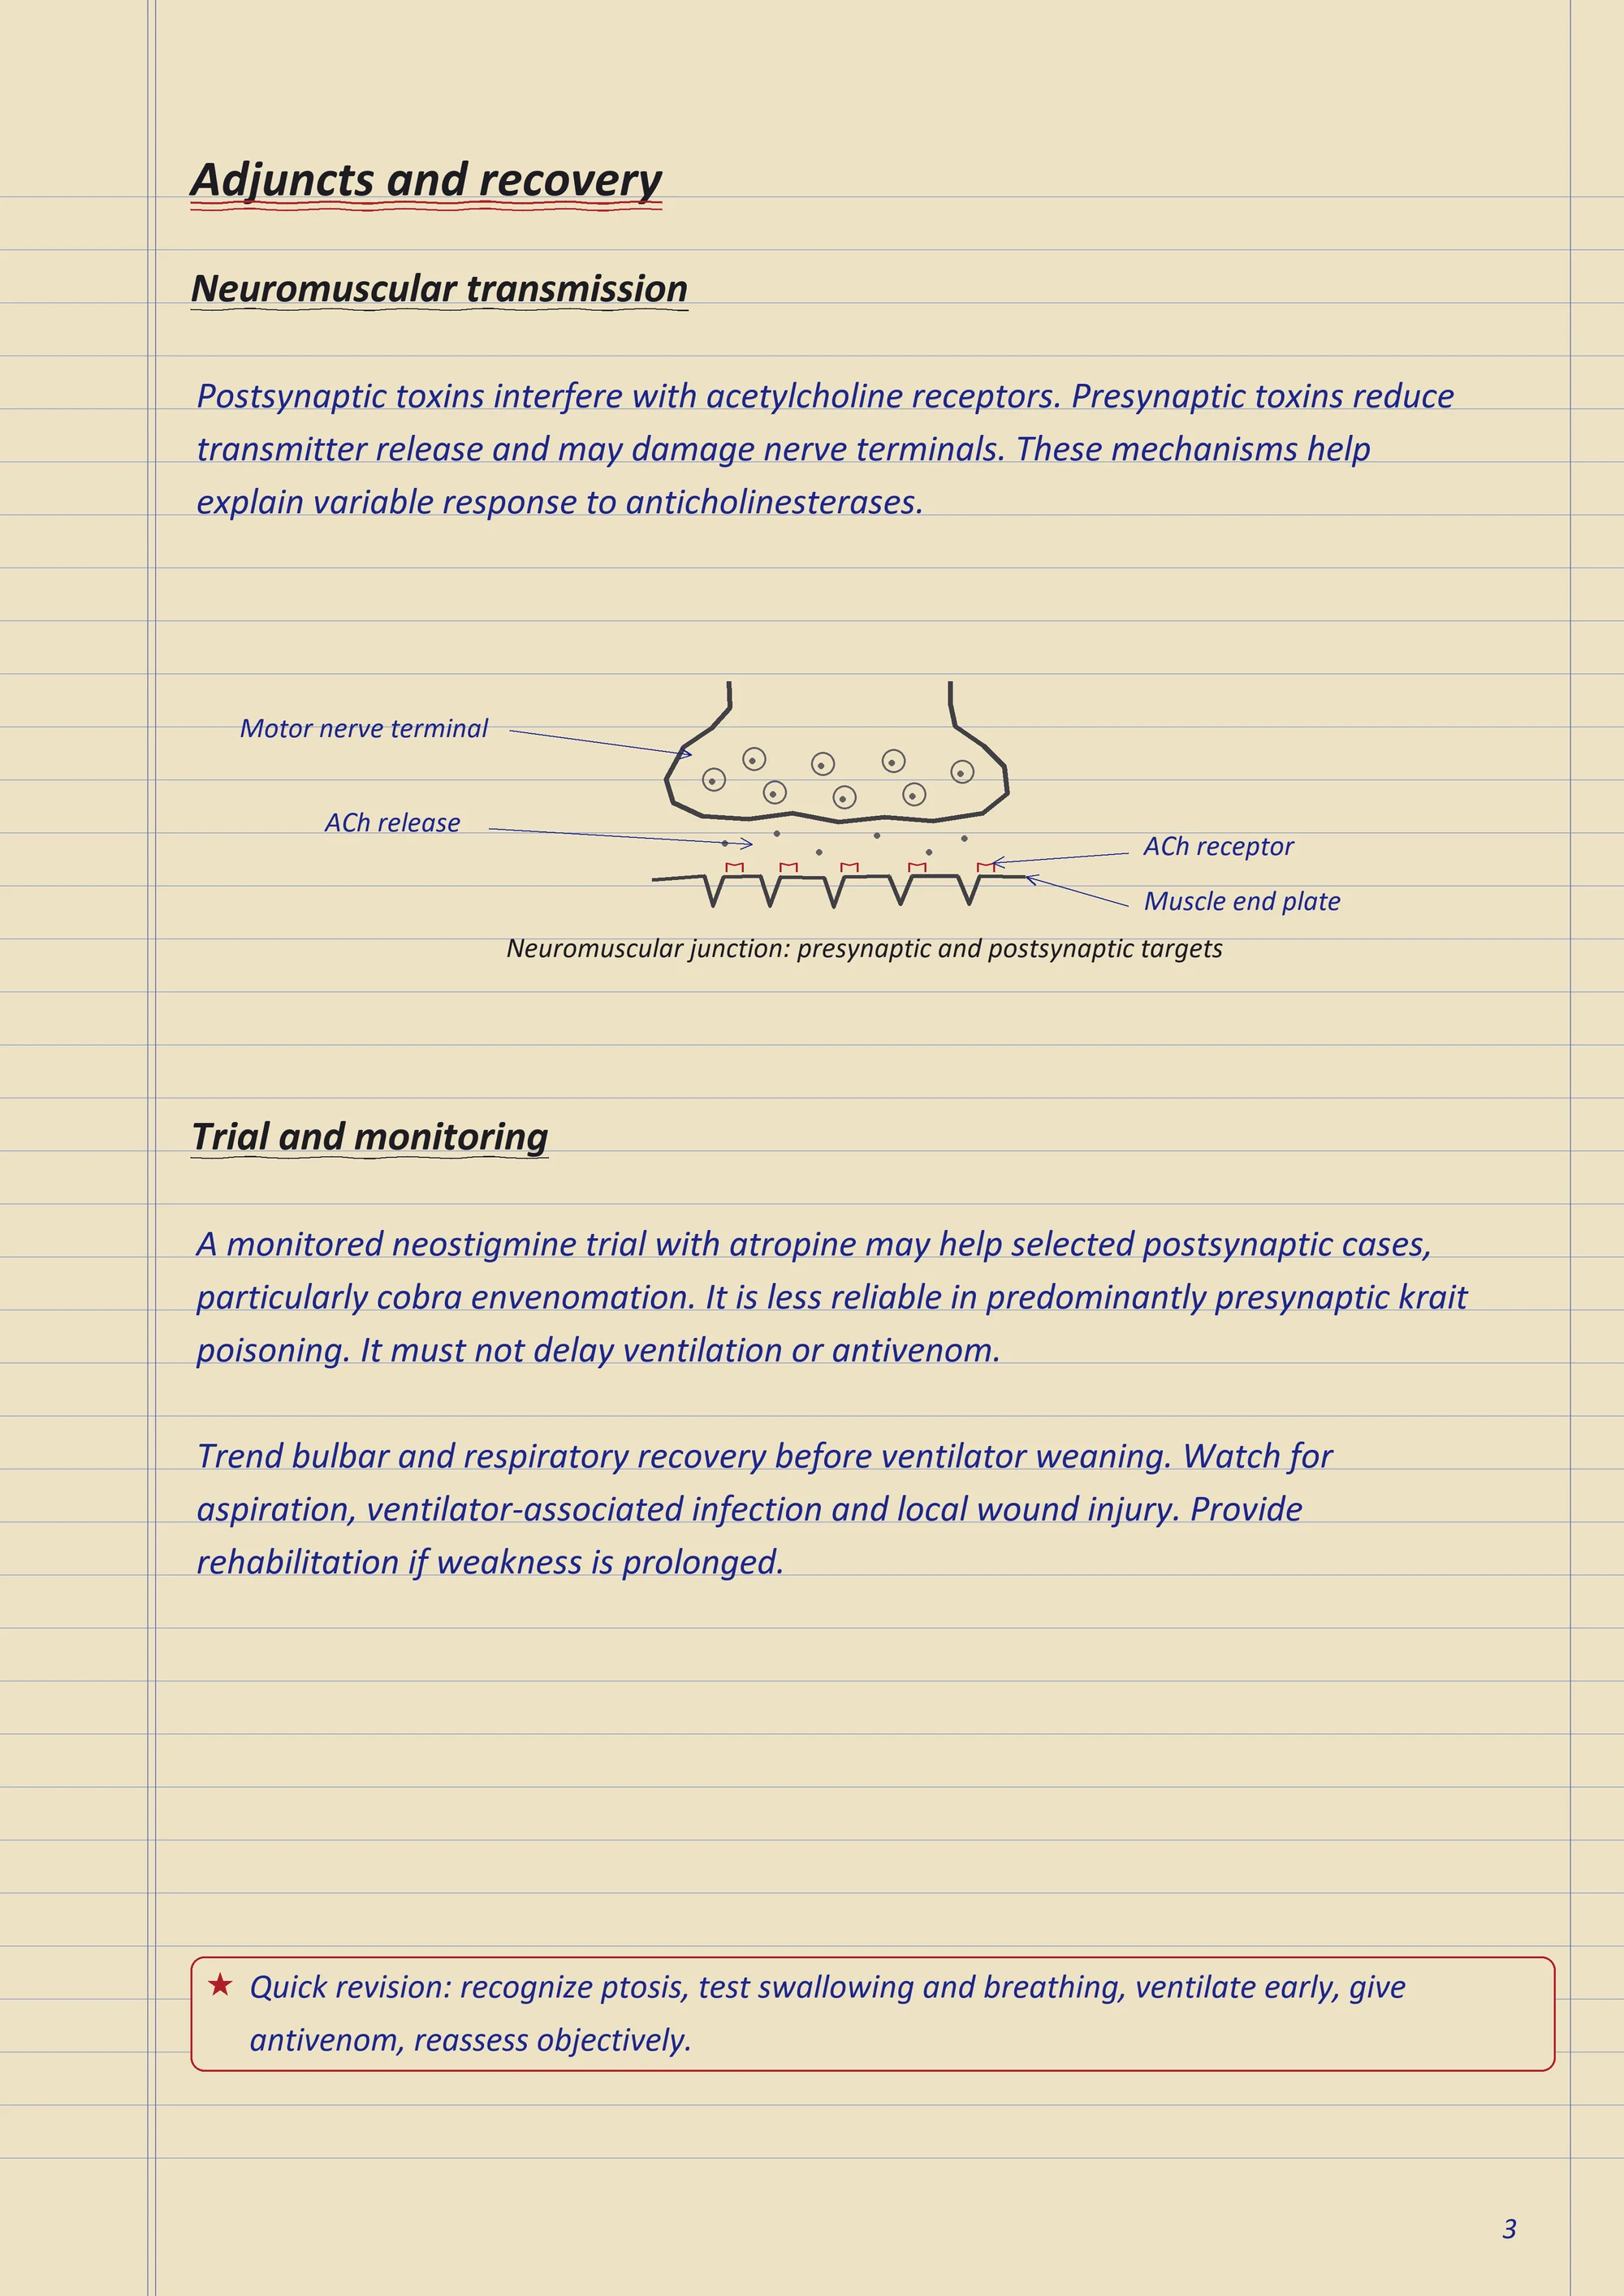 Adjuncts and recovery
Neuromuscular transmission
Postsynaptic toxins interfere with acetylcholine receptors. Presynaptic toxins reduce
transmitter release and may damage nerve terminals. These mechanisms help
explain variable response to anticholinesterases.
Motor nerve terminal
ACh release
ACh receptor
Muscle end plate
Neuromuscular junction: presynaptic and postsynaptic targets
Trial and monitoring
A monitored neostigmine trial with atropine may help selected postsynaptic cases,
particularly cobra envenomation. It is less reliable in predominantly presynaptic krait
poisoning. It must not delay ventilation or antivenom.
Trend bulbar and respiratory recovery before ventilator weaning. Watch for
aspiration, ventilator-associated infection and local wound injury. Provide
rehabilitation if weakness is prolonged.
★ Quick revision: recognize ptosis, test swallowing and breathing, ventilate early, give
antivenom, reassess objectively.
3